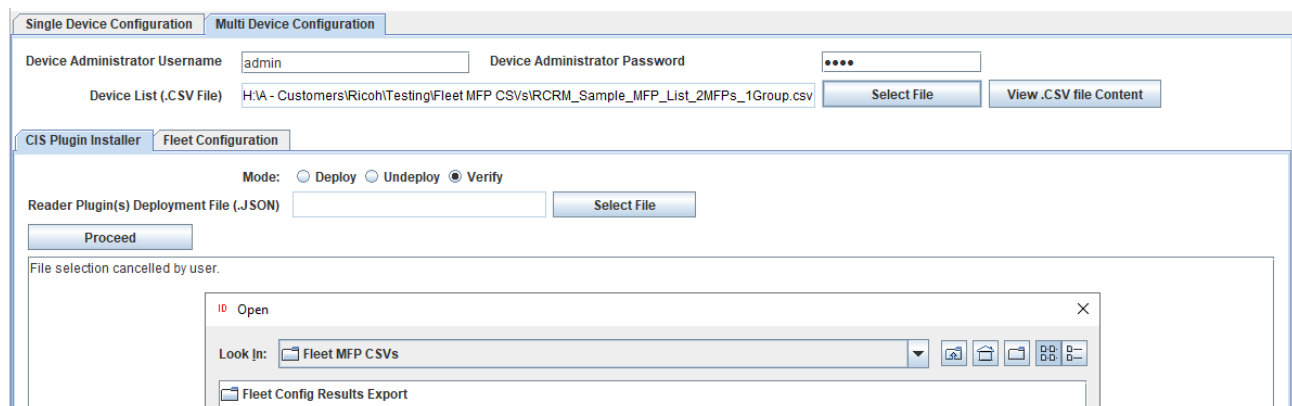 Single Device Configuration Multi Device Configuration
Device Administrator Username admin Device Administrator Password ••••
Device List (.CSV File) H:\A - Customers\Ricoh\Testing\Fleet MFP CSVs\RCRM_Sample_MFP_List_2MFPs_1Group.csv Select File View .CSV file Content
CIS Plugin Installer Fleet Configuration
Mode: Deploy Undeploy Verify
Reader Plugin(s) Deployment File (.JSON) Select File
Proceed
File selection cancelled by user.
ID Open
Look In: Fleet MFP CSVs
Fleet Config Results Export